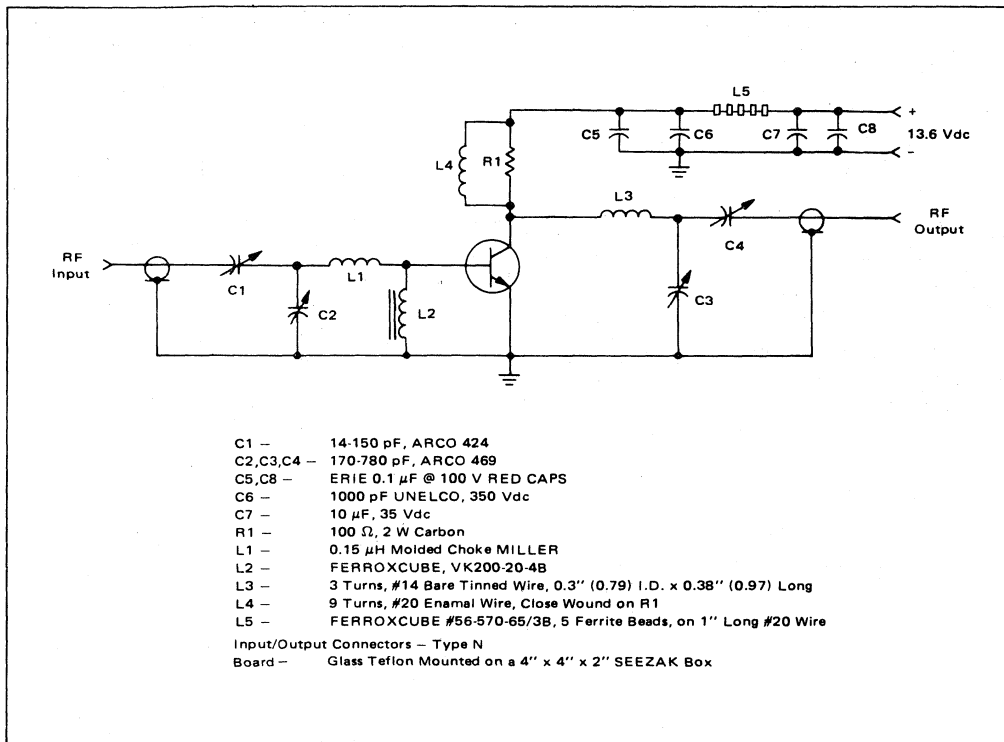 L5
+
C5
C6
C7
C8
13.6 Vdc
-
L4
R1
L3
RF
Output
C4
RF
Input
C1
L1
C3
C2
L2
C1 – 14-150 pF, ARCO 424
C2,C3,C4 – 170-780 pF, ARCO 469
C5,C8 – ERIE 0.1 μF @ 100 V RED CAPS
C6 – 1000 pF UNELCO, 350 Vdc
C7 – 10 μF, 35 Vdc
R1 – 100 Ω, 2 W Carbon
L1 – 0.15 μH Molded Choke MILLER
L2 – FERROXCUBE, VK200-20-4B
L3 – 3 Turns, #14 Bare Tinned Wire, 0.3" (0.79) I.D. x 0.38" (0.97) Long
L4 – 9 Turns, #20 Enamal Wire, Close Wound on R1
L5 – FERROXCUBE #56-570-65/3B, 5 Ferrite Beads, on 1" Long #20 Wire
Input/Output Connectors – Type N
Board – Glass Teflon Mounted on a 4" x 4" x 2" SEEZAK Box